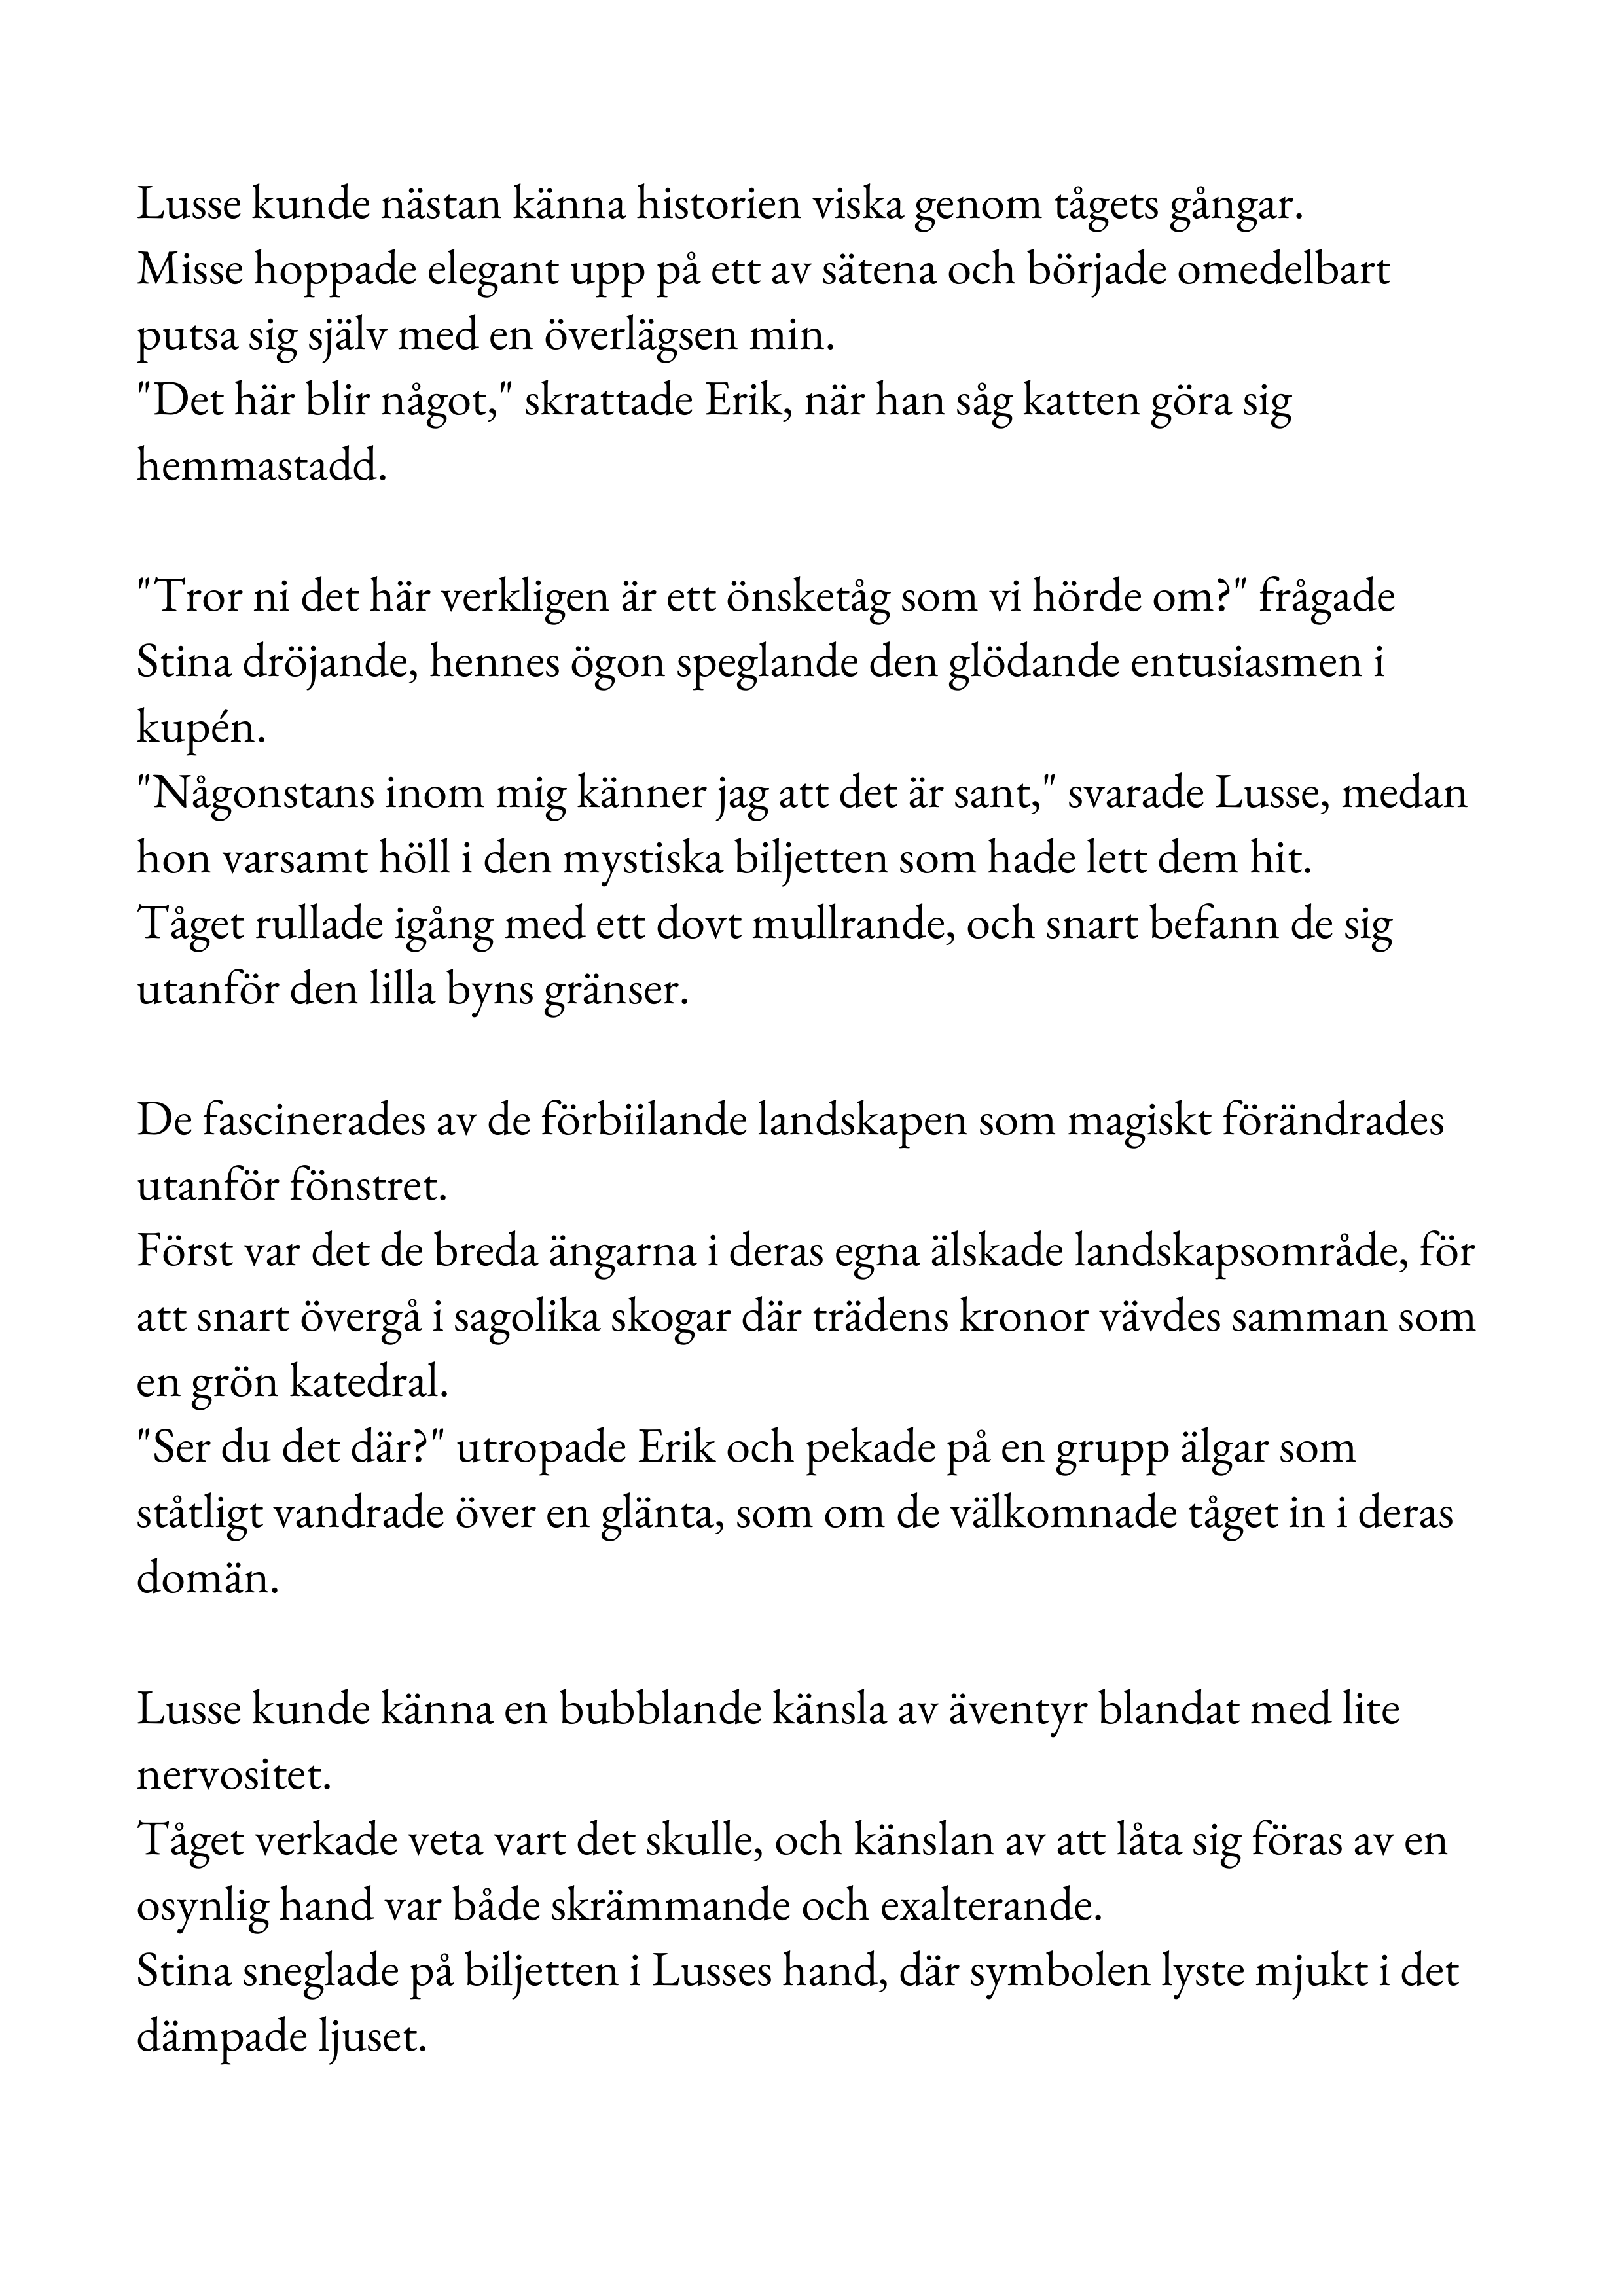 Lusse kunde nästan känna historien viska genom tågets gångar.
Misse hoppade elegant upp på ett av sätena och började omedelbart
putsa sig själv med en överlägsen min.
"Det här blir något," skrattade Erik, när han såg katten göra sig
hemmastadd.

"Tror ni det här verkligen är ett önsketåg som vi hörde om?" frågade
Stina dröjande, hennes ögon speglande den glödande entusiasmen i
kupén.
"Någonstans inom mig känner jag att det är sant," svarade Lusse, medan
hon varsamt höll i den mystiska biljetten som hade lett dem hit.
Tåget rullade igång med ett dovt mullrande, och snart befann de sig
utanför den lilla byns gränser.

De fascinerades av de förbiilande landskapen som magiskt förändrades
utanför fönstret.
Först var det de breda ängarna i deras egna älskade landskapsområde, för
att snart övergå i sagolika skogar där trädens kronor vävdes samman som
en grön katedral.
"Ser du det där?" utropade Erik och pekade på en grupp älgar som
ståtligt vandrade över en glänta, som om de välkomnade tåget in i deras
domän.

Lusse kunde känna en bubblande känsla av äventyr blandat med lite
nervositet.
Tåget verkade veta vart det skulle, och känslan av att låta sig föras av en
osynlig hand var både skrämmande och exalterande.
Stina sneglade på biljetten i Lusses hand, där symbolen lyste mjukt i det
dämpade ljuset.